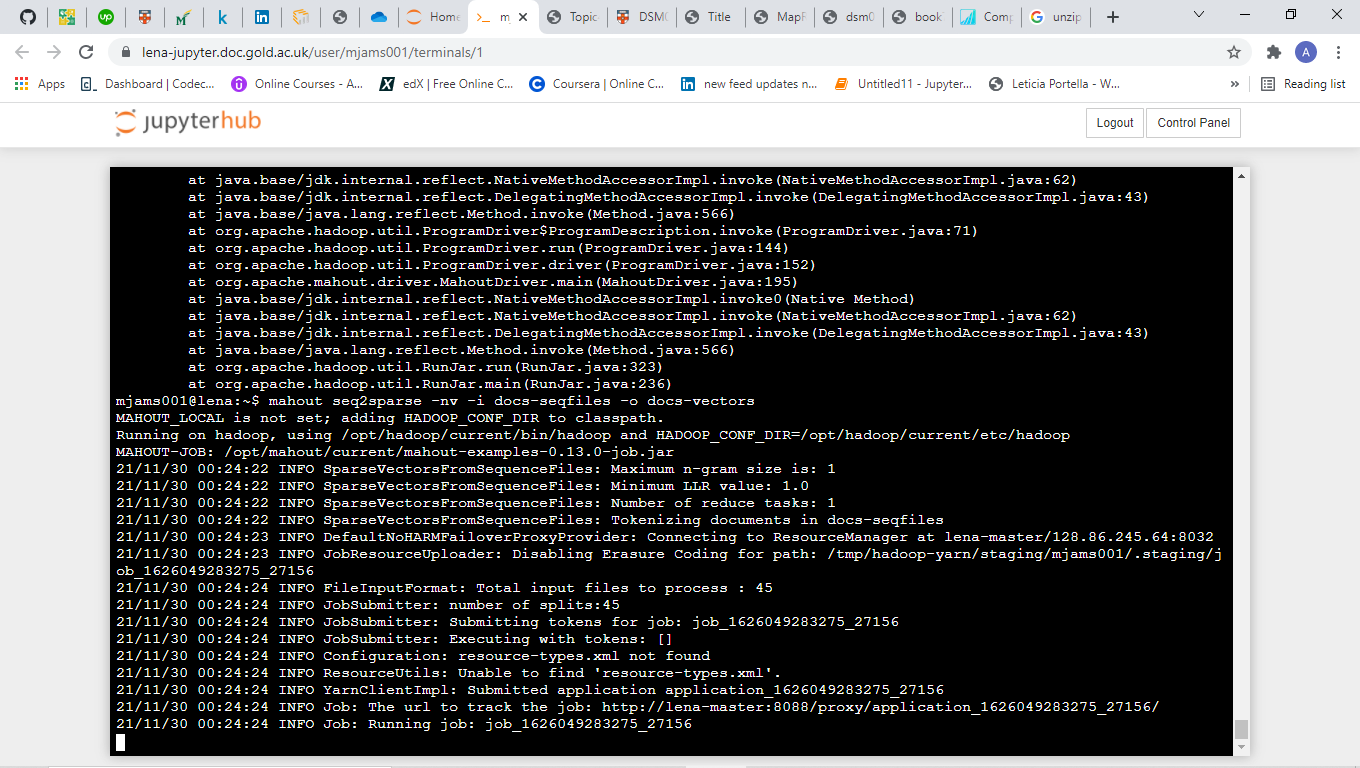 Home
m
Topic
DSM0
Title
MapR
dsm0
book
Comp
unzip
lena-jupyter.doc.gold.ac.uk/user/mjams001/terminals/1
A
Apps
Dashboard | Codec...
Online Courses - A...
edX | Free Online C...
Coursera | Online C...
new feed updates n...
Untitled11 - Jupyter...
Leticia Portella - W...
»
Reading list
jupyterhub
Logout
Control Panel
at java.base/jdk.internal.reflect.NativeMethodAccessorImpl.invoke(NativeMethodAccessorImpl.java:62)
at java.base/jdk.internal.reflect.DelegatingMethodAccessorImpl.invoke(DelegatingMethodAccessorImpl.java:43)
at java.base/java.lang.reflect.Method.invoke(Method.java:566)
at org.apache.hadoop.util.ProgramDriver$ProgramDescription.invoke(ProgramDriver.java:71)
at org.apache.hadoop.util.ProgramDriver.run(ProgramDriver.java:144)
at org.apache.hadoop.util.ProgramDriver.driver(ProgramDriver.java:152)
at org.apache.mahout.driver.MahoutDriver.main(MahoutDriver.java:195)
at java.base/jdk.internal.reflect.NativeMethodAccessorImpl.invoke0(Native Method)
at java.base/jdk.internal.reflect.NativeMethodAccessorImpl.invoke(NativeMethodAccessorImpl.java:62)
at java.base/jdk.internal.reflect.DelegatingMethodAccessorImpl.invoke(DelegatingMethodAccessorImpl.java:43)
at java.base/java.lang.reflect.Method.invoke(Method.java:566)
at org.apache.hadoop.util.RunJar.run(RunJar.java:323)
at org.apache.hadoop.util.RunJar.main(RunJar.java:236)
mjams001@lena:~$ mahout seq2sparse -nv -i docs-seqfiles -o docs-vectors
MAHOUT_LOCAL is not set; adding HADOOP_CONF_DIR to classpath.
Running on hadoop, using /opt/hadoop/current/bin/hadoop and HADOOP_CONF_DIR=/opt/hadoop/current/etc/hadoop
MAHOUT-JOB: /opt/mahout/current/mahout-examples-0.13.0-job.jar
21/11/30 00:24:22 INFO SparseVectorsFromSequenceFiles: Maximum n-gram size is: 1
21/11/30 00:24:22 INFO SparseVectorsFromSequenceFiles: Minimum LLR value: 1.0
21/11/30 00:24:22 INFO SparseVectorsFromSequenceFiles: Number of reduce tasks: 1
21/11/30 00:24:22 INFO SparseVectorsFromSequenceFiles: Tokenizing documents in docs-seqfiles
21/11/30 00:24:23 INFO DefaultNoHARMFailoverProxyProvider: Connecting to ResourceManager at lena-master/128.86.245.64:8032
21/11/30 00:24:23 INFO JobResourceUploader: Disabling Erasure Coding for path: /tmp/hadoop-yarn/staging/mjams001/.staging/j
ob_1626049283275_27156
21/11/30 00:24:24 INFO FileInputFormat: Total input files to process : 45
21/11/30 00:24:24 INFO JobSubmitter: number of splits:45
21/11/30 00:24:24 INFO JobSubmitter: Submitting tokens for job: job_1626049283275_27156
21/11/30 00:24:24 INFO JobSubmitter: Executing with tokens: []
21/11/30 00:24:24 INFO Configuration: resource-types.xml not found
21/11/30 00:24:24 INFO ResourceUtils: Unable to find 'resource-types.xml'.
21/11/30 00:24:24 INFO YarnClientImpl: Submitted application application_1626049283275_27156
21/11/30 00:24:24 INFO Job: The url to track the job: http://lena-master:8088/proxy/application_1626049283275_27156/
21/11/30 00:24:24 INFO Job: Running job: job_1626049283275_27156